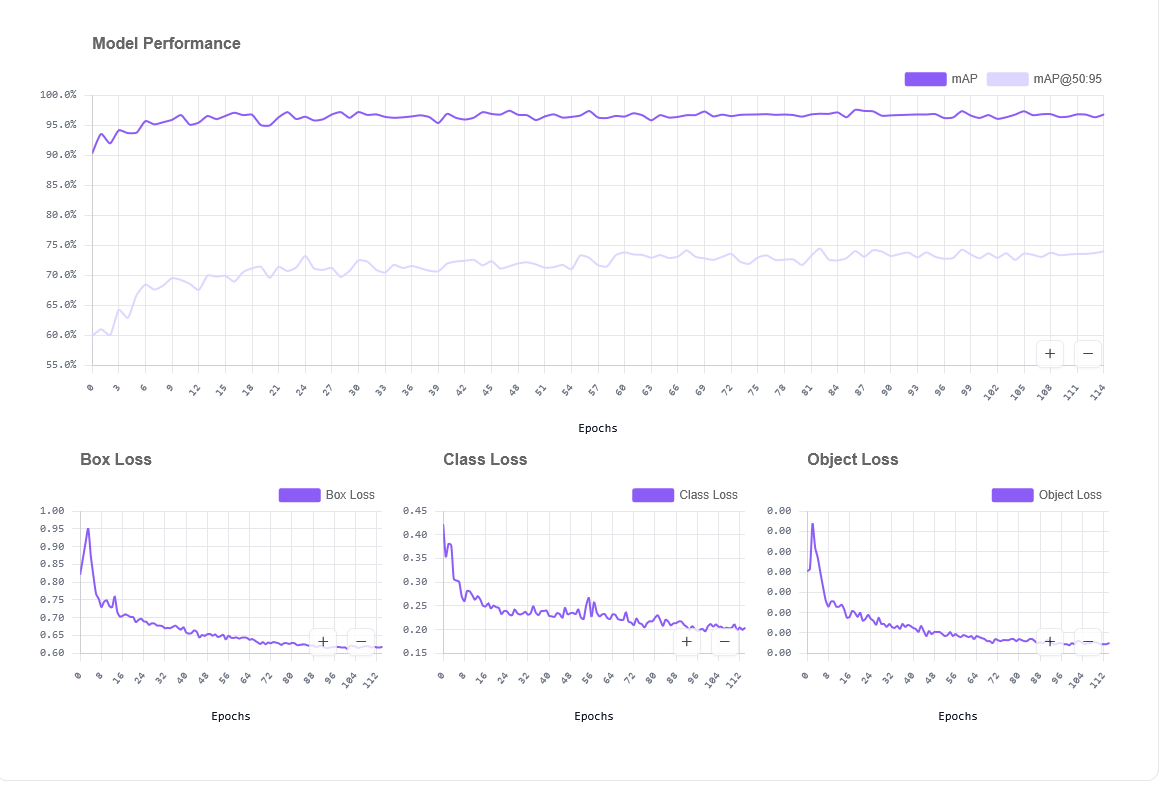 Model Performance
mAP mAP@50:95
100.0%
95.0%
90.0%
85.0%
80.0%
75.0%
70.0%
65.0%
60.0%
55.0%
+ −
0 3 6 9 12 15 18 21 24 27 30 33 36 39 42 45 48 51 54 57 60 63 66 69 72 75 78 81 84 87 90 93 96 99 102 105 108 111 114
Epochs
Box Loss
Box Loss
1.00
0.95
0.90
0.85
0.80
0.75
0.70
0.65
0.60
+ −
0 8 16 24 32 40 48 56 64 72 80 88 96 104 112
Epochs
Class Loss
Class Loss
0.45
0.40
0.35
0.30
0.25
0.20
0.15
+ −
0 8 16 24 32 40 48 56 64 72 80 88 96 104 112
Epochs
Object Loss
Object Loss
0.00
0.00
0.00
0.00
0.00
0.00
0.00
0.00
+ −
0 8 16 24 32 40 48 56 64 72 80 88 96 104 112
Epochs